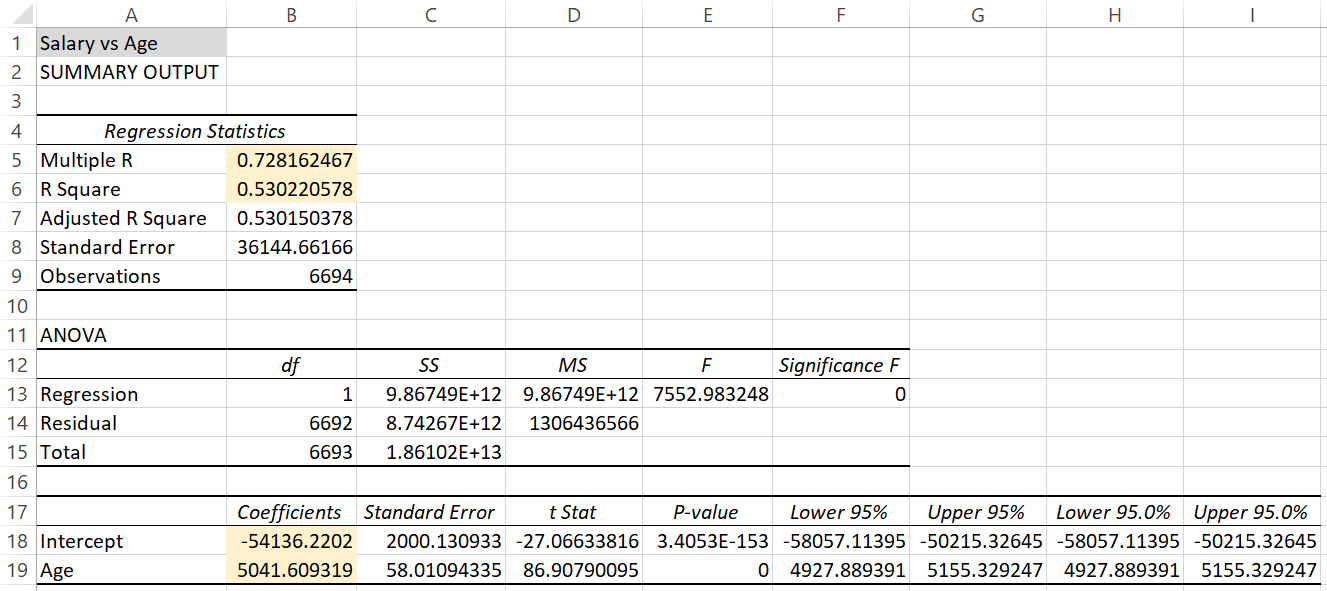 A B C D E F G H I
1 Salary vs Age
2 SUMMARY OUTPUT
3
4 Regression Statistics
5 Multiple R 0.728162467
6 R Square 0.530220578
7 Adjusted R Square 0.530150378
8 Standard Error 36144.66166
9 Observations 6694
10
11 ANOVA
12 df SS MS F Significance F
13 Regression 1 9.86749E+12 9.86749E+12 7552.983248 0
14 Residual 6692 8.74267E+12 1306436566
15 Total 6693 1.86102E+13
16
17 Coefficients Standard Error t Stat P-value Lower 95% Upper 95% Lower 95.0% Upper 95.0%
18 Intercept -54136.2202 2000.130933 -27.06633816 3.4053E-153 -58057.11395 -50215.32645 -58057.11395 -50215.32645
19 Age 5041.609319 58.01094335 86.90790095 0 4927.889391 5155.329247 4927.889391 5155.329247